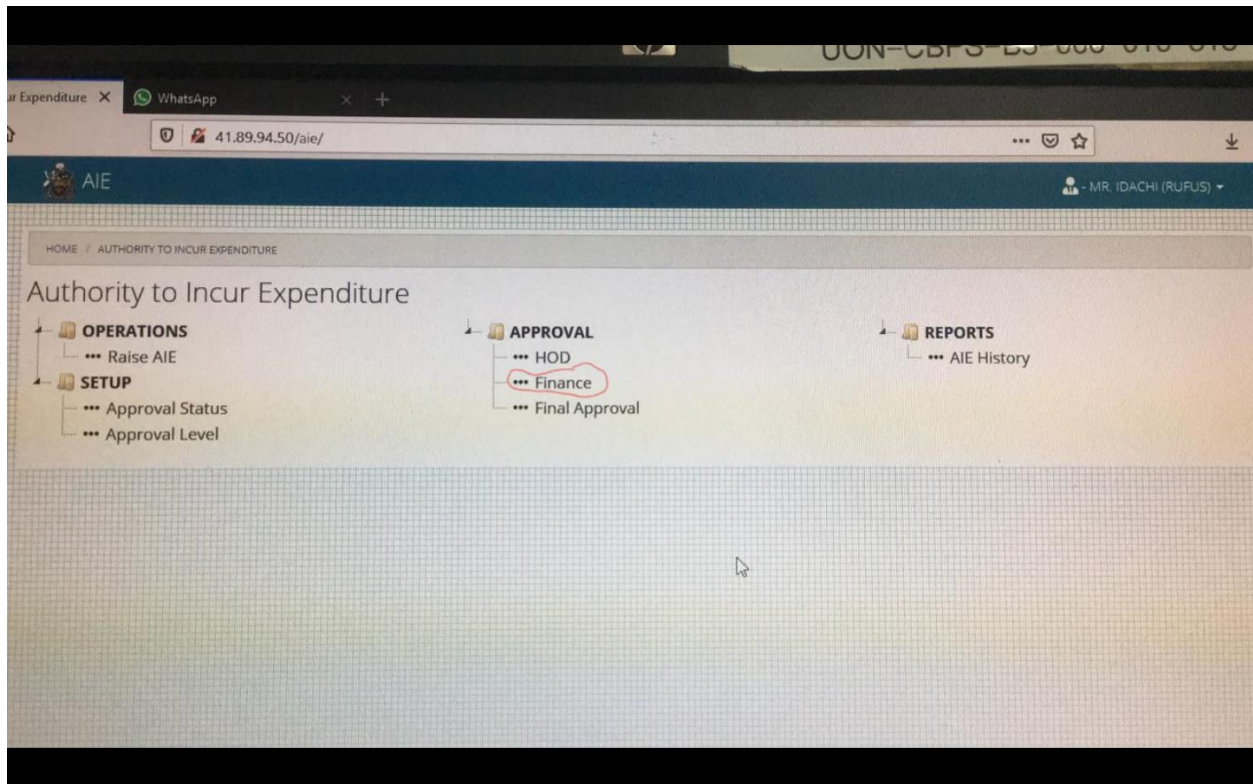 ur Expenditure
WhatsApp
41.89.94.50/aie/
AIE
- MR. IDACHI (RUFUS)
HOME / AUTHORITY TO INCUR EXPENDITURE
Authority to Incur Expenditure
OPERATIONS
Raise AIE
SETUP
Approval Status
Approval Level
APPROVAL
HOD
Finance
Final Approval
REPORTS
AIE History